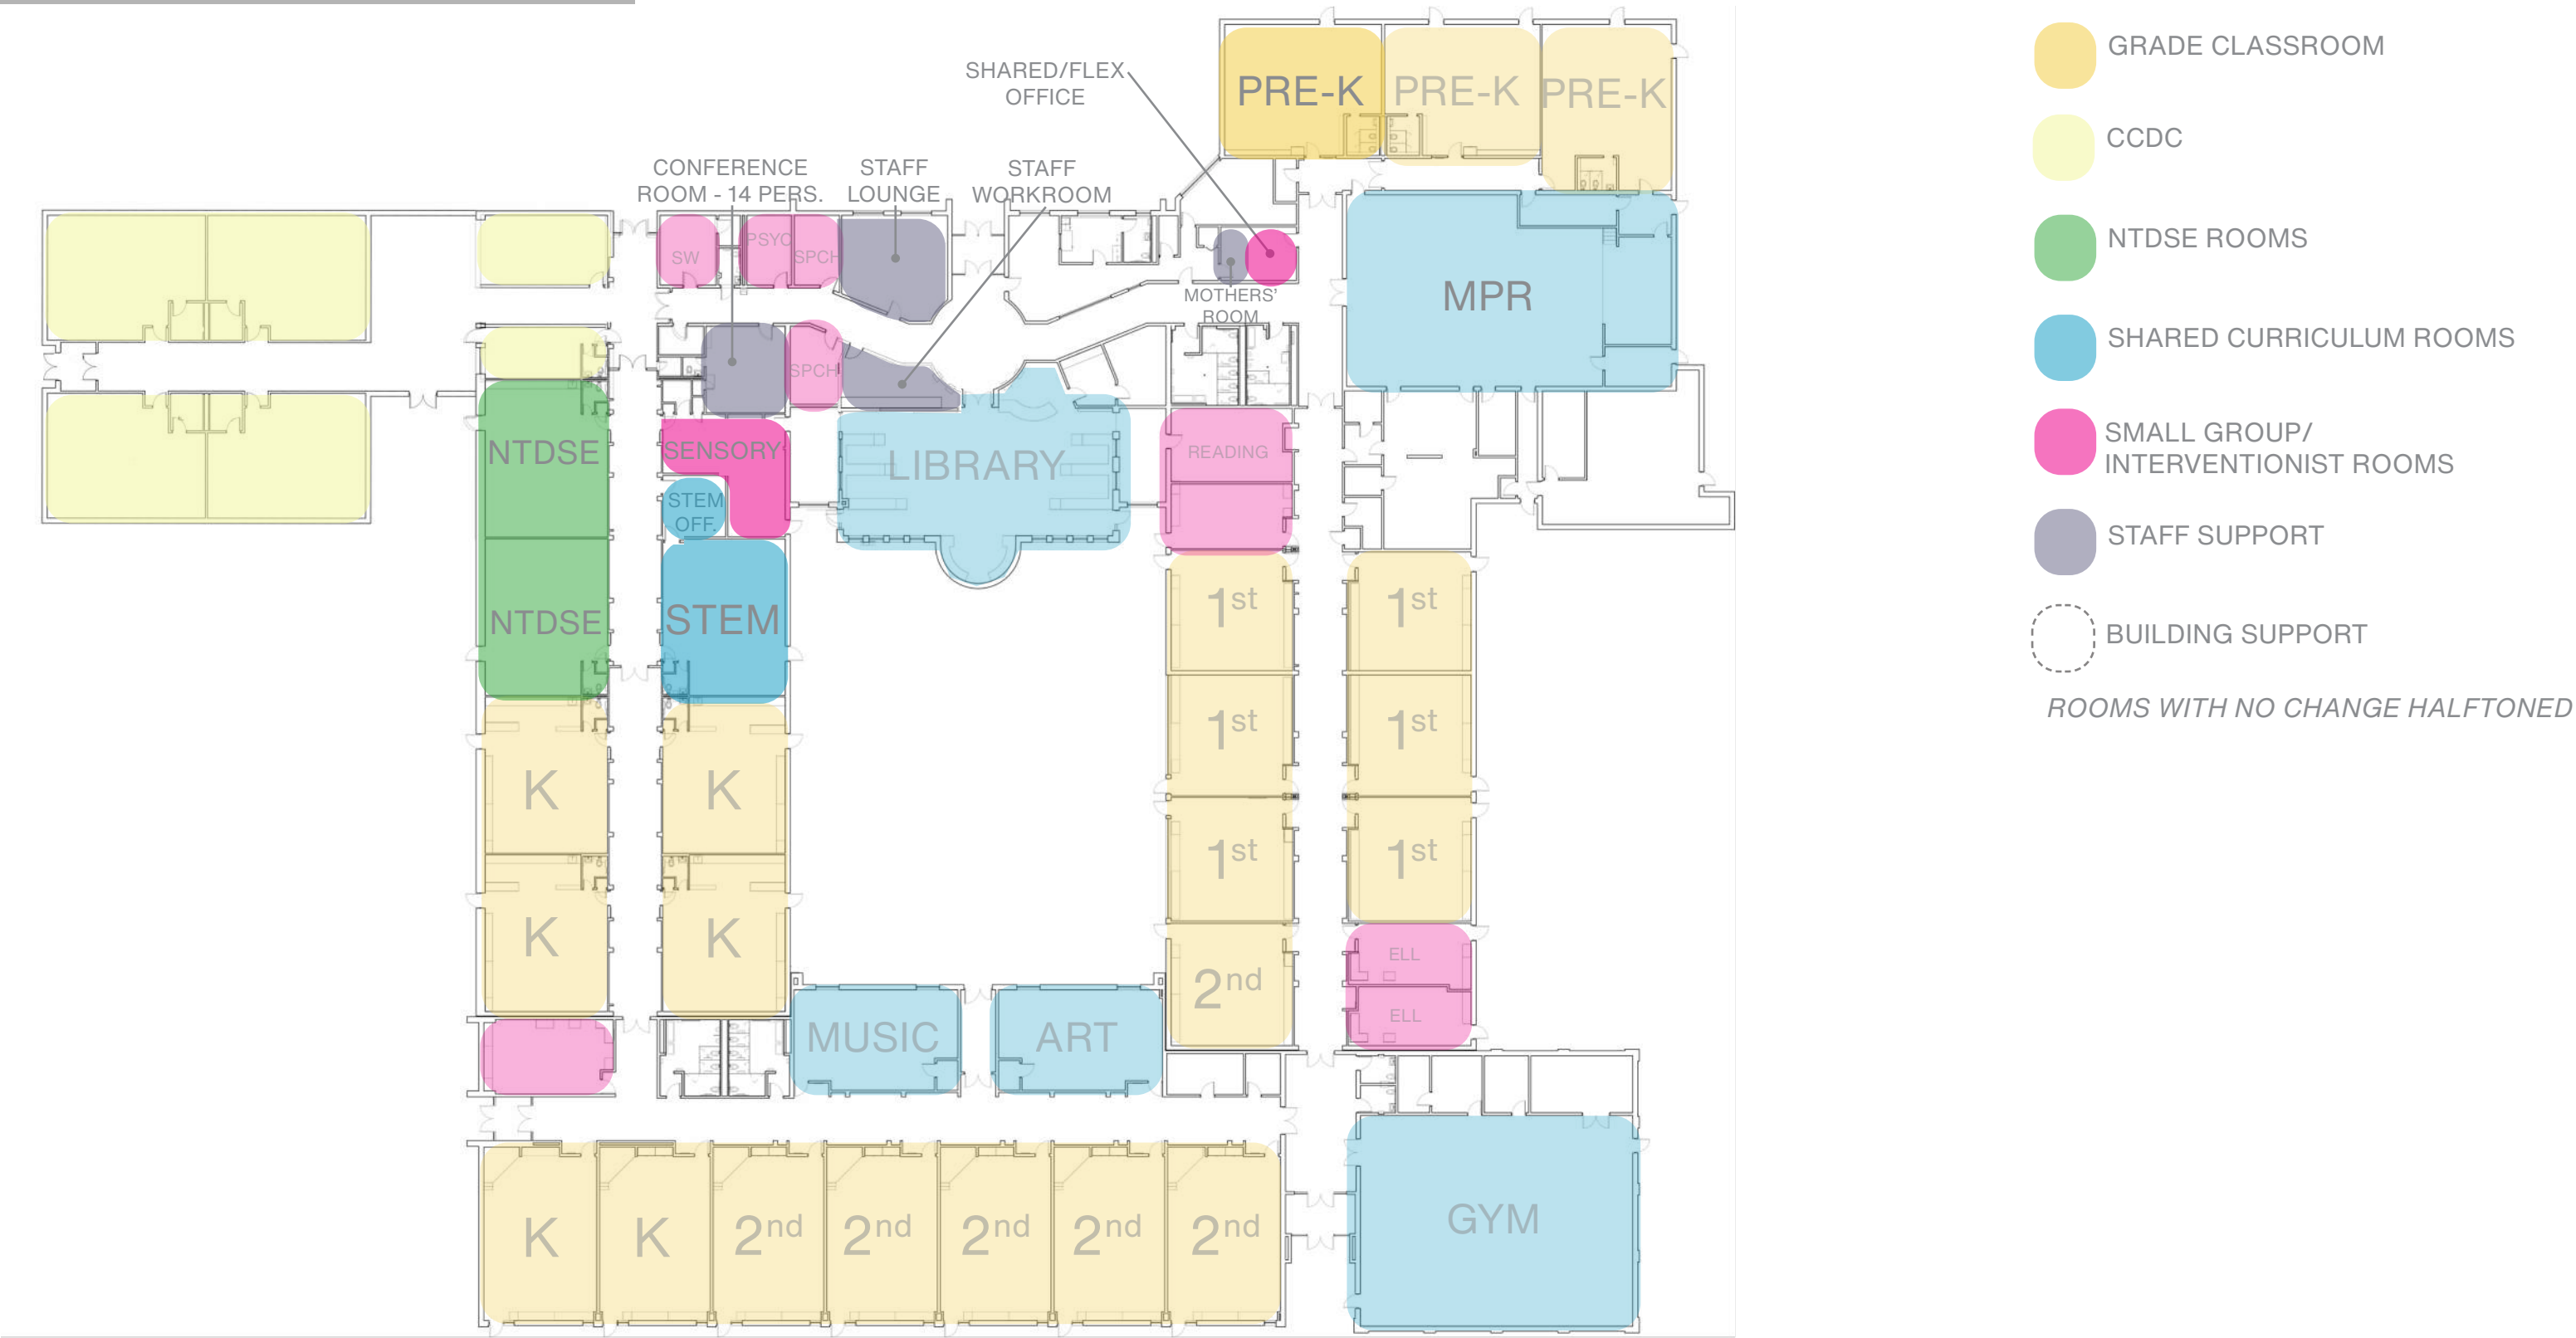 SHARED/FLEX
OFFICE
PRE-K
PRE-K
PRE-K
CONFERENCE
ROOM - 14 PERS.
STAFF
LOUNGE
STAFF
WORKROOM
SW
PSYC
SPCH
MOTHERS'
ROOM
MPR
SPCH
NTDSE
SENSORY
LIBRARY
READING
STEM
OFF.
NTDSE
STEM
1st
1st
1st
1st
K
K
1st
1st
K
K
2nd
ELL
ELL
MUSIC
ART
K
K
2nd
2nd
2nd
2nd
2nd
GYM
GRADE CLASSROOM
CCDC
NTDSE ROOMS
SHARED CURRICULUM ROOMS
SMALL GROUP/
INTERVENTIONIST ROOMS
STAFF SUPPORT
BUILDING SUPPORT
ROOMS WITH NO CHANGE HALFTONED